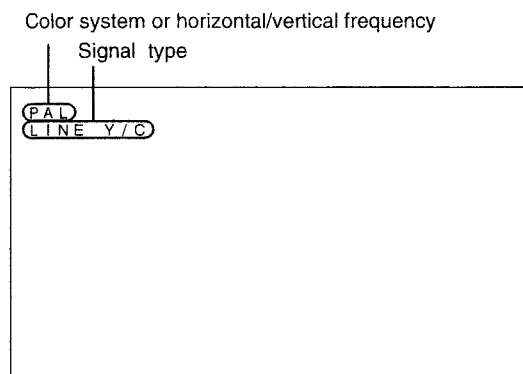 Color system or horizontal/vertical frequency
Signal type
PAL
LINE Y/C